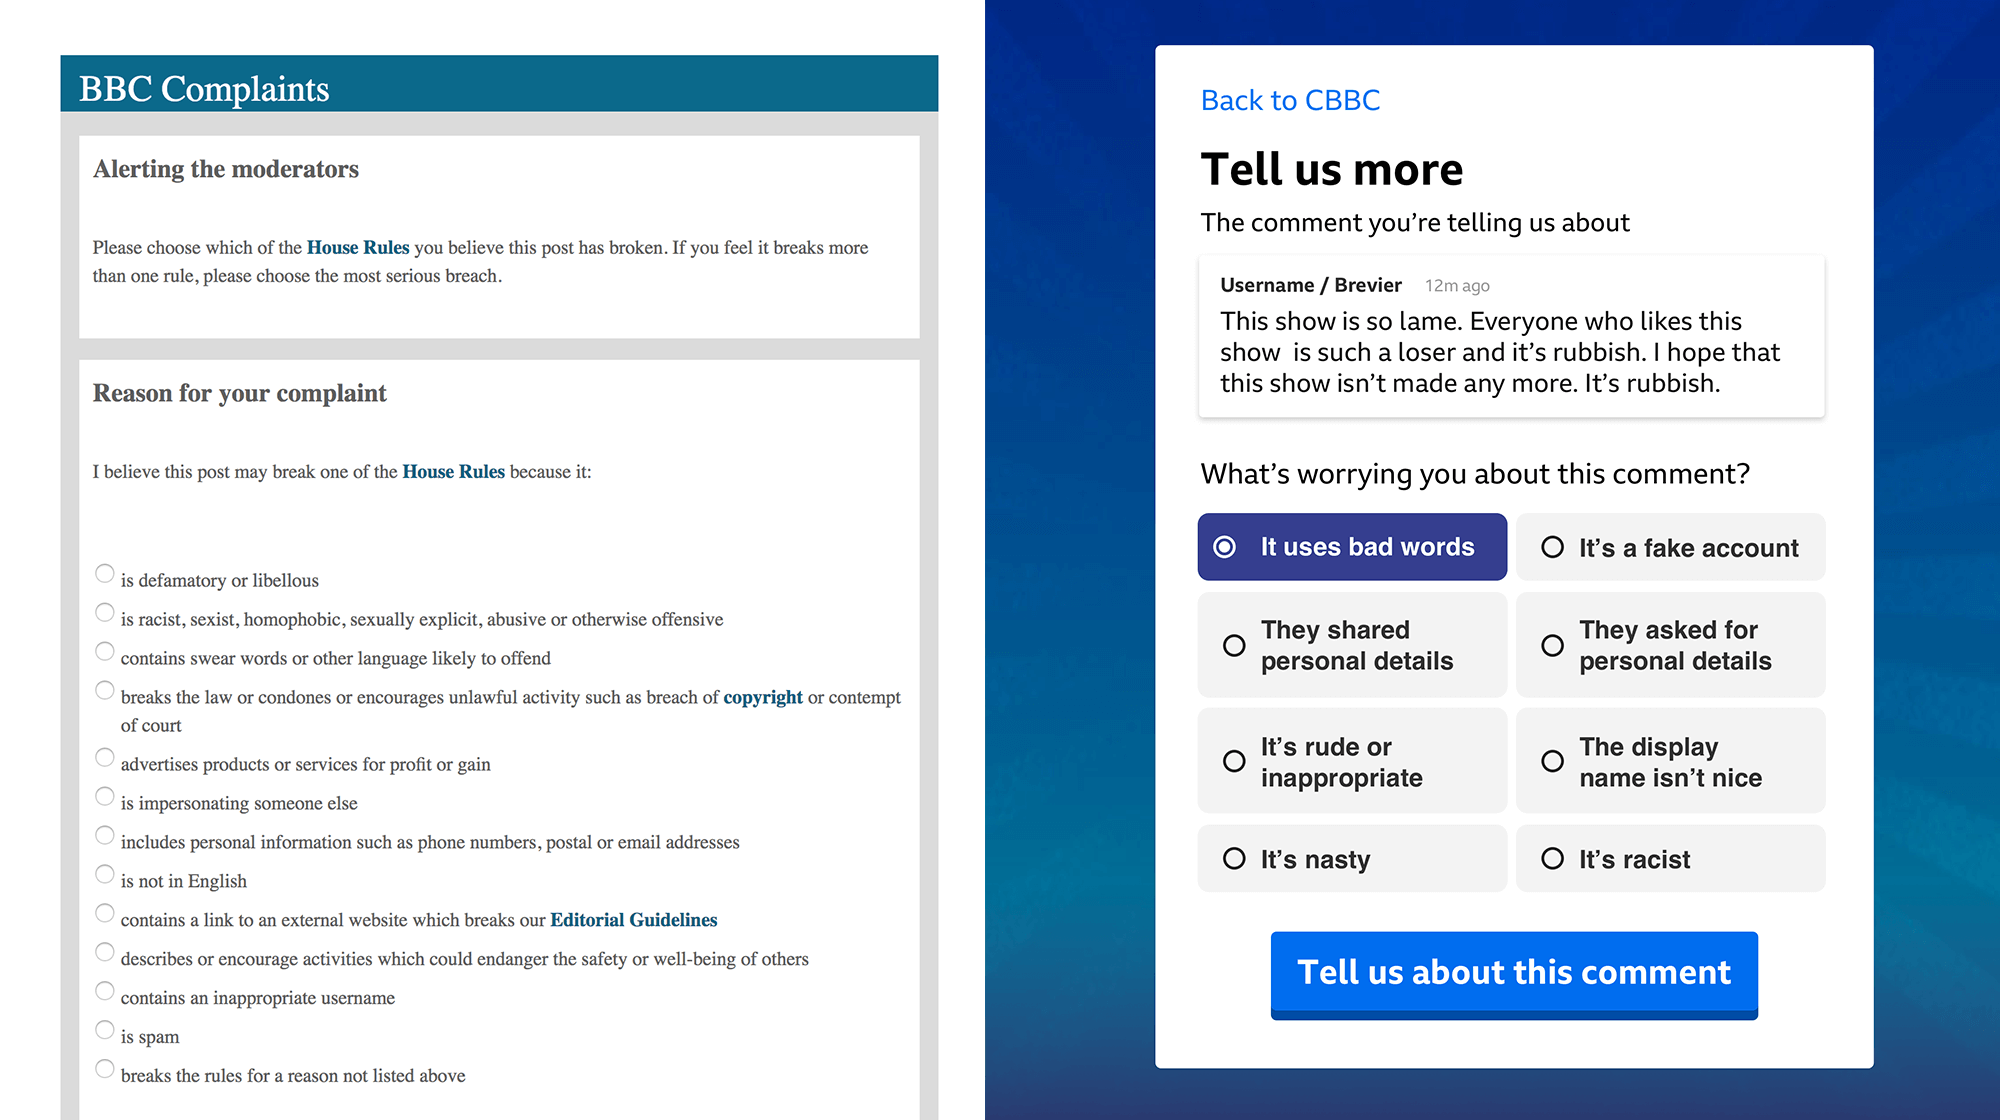 BBC Complaints
Alerting the moderators
Please choose which of the House Rules you believe this post has broken. If you feel it breaks more
than one rule, please choose the most serious breach.
Reason for your complaint
I believe this post may break one of the House Rules because it:
is defamatory or libellous
is racist, sexist, homophobic, sexually explicit, abusive or otherwise offensive
contains swear words or other language likely to offend
breaks the law or condones or encourages unlawful activity such as breach of copyright or contempt
of court
advertises products or services for profit or gain
is impersonating someone else
includes personal information such as phone numbers, postal or email addresses
is not in English
contains a link to an external website which breaks our Editorial Guidelines
describes or encourage activities which could endanger the safety or well-being of others
contains an inappropriate username
is spam
breaks the rules for a reason not listed above
Back to CBBC
Tell us more
The comment you’re telling us about
Username / Brevier 12m ago
This show is so lame. Everyone who likes this
show is such a loser and it’s rubbish. I hope that
this show isn’t made any more. It’s rubbish.
What’s worrying you about this comment?
It uses bad words
It’s a fake account
They shared
personal details
They asked for
personal details
It’s rude or
inappropriate
The display
name isn’t nice
It’s nasty
It’s racist
Tell us about this comment